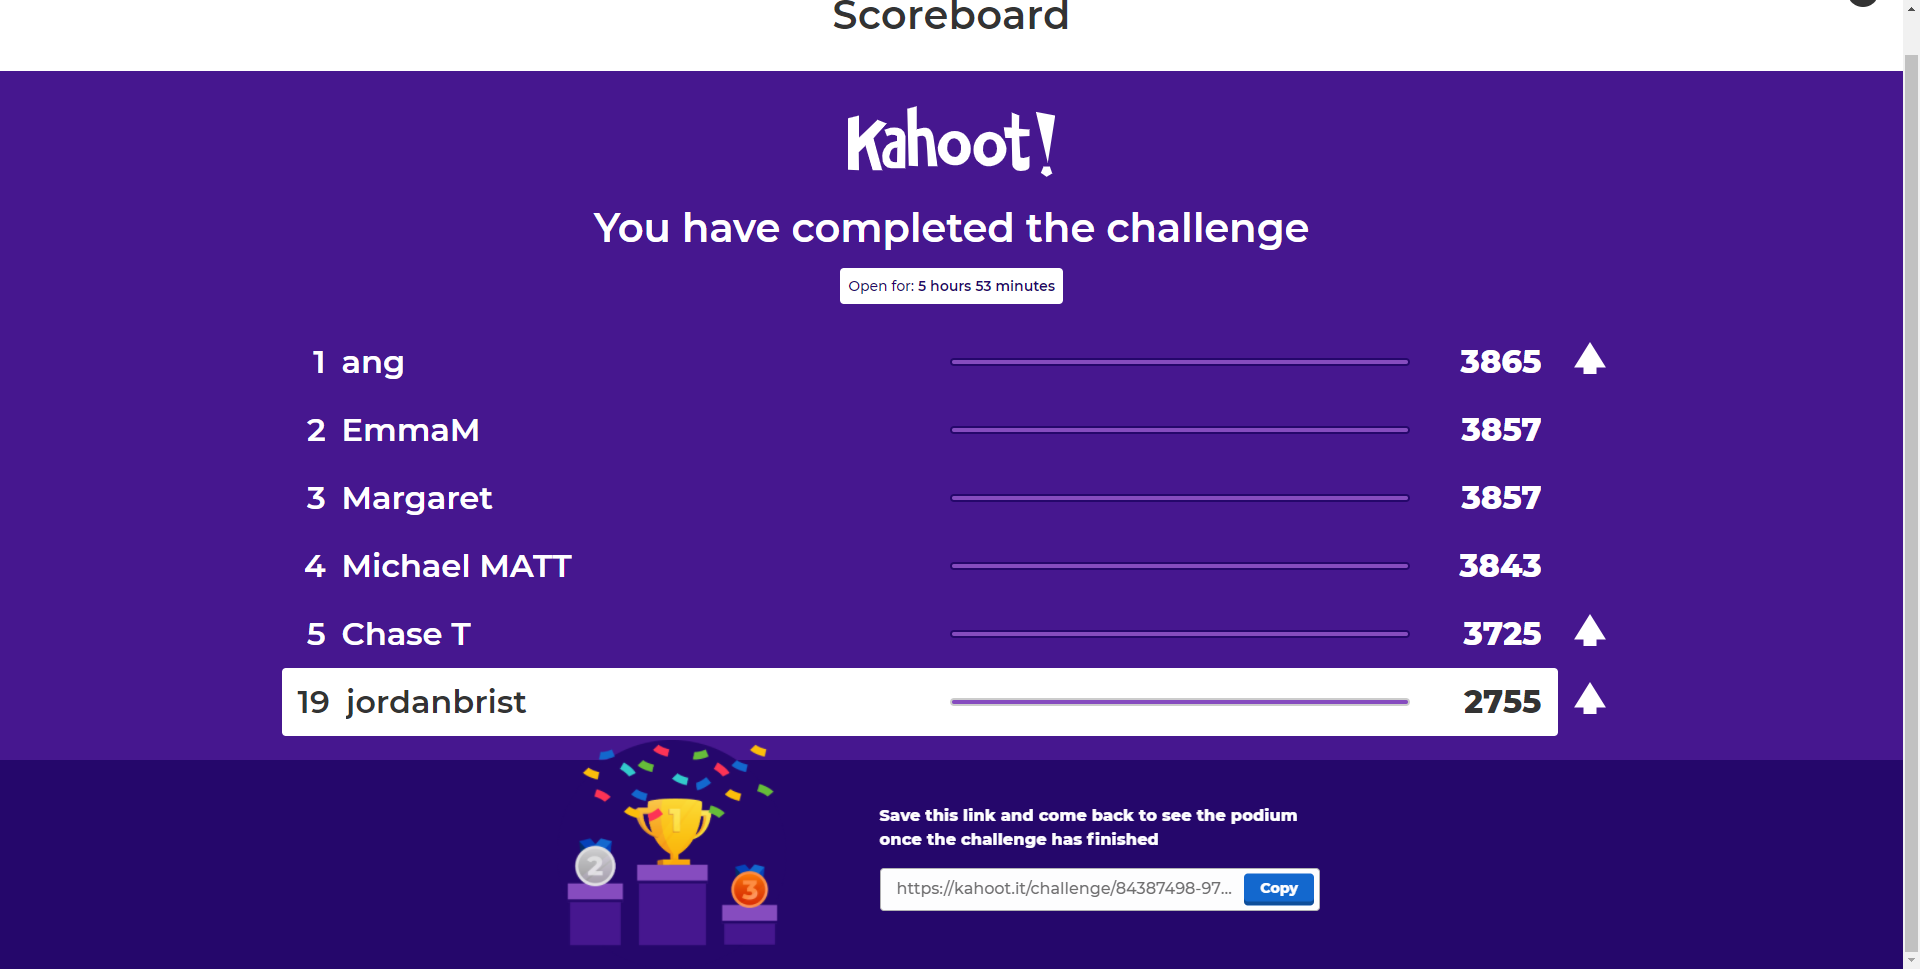 Scoreboard
Kahoot!
You have completed the challenge
Open for: 5 hours 53 minutes
1 ang 3865
2 EmmaM 3857
3 Margaret 3857
4 Michael MATT 3843
5 Chase T 3725
19 jordanbrist 2755
1
2
3
Save this link and come back to see the podium
once the challenge has finished
https://kahoot.it/challenge/84387498-97... Copy